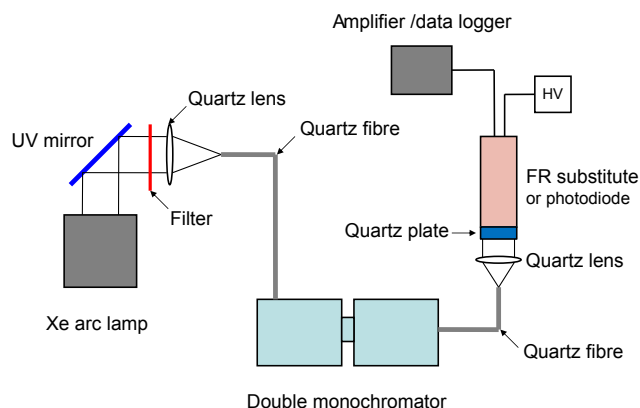 Amplifier /data logger
HV
Quartz lens
UV mirror
Quartz fibre
FR substitute
or photodiode
Filter
Quartz plate
Quartz lens
Xe arc lamp
Quartz fibre
Double monochromator